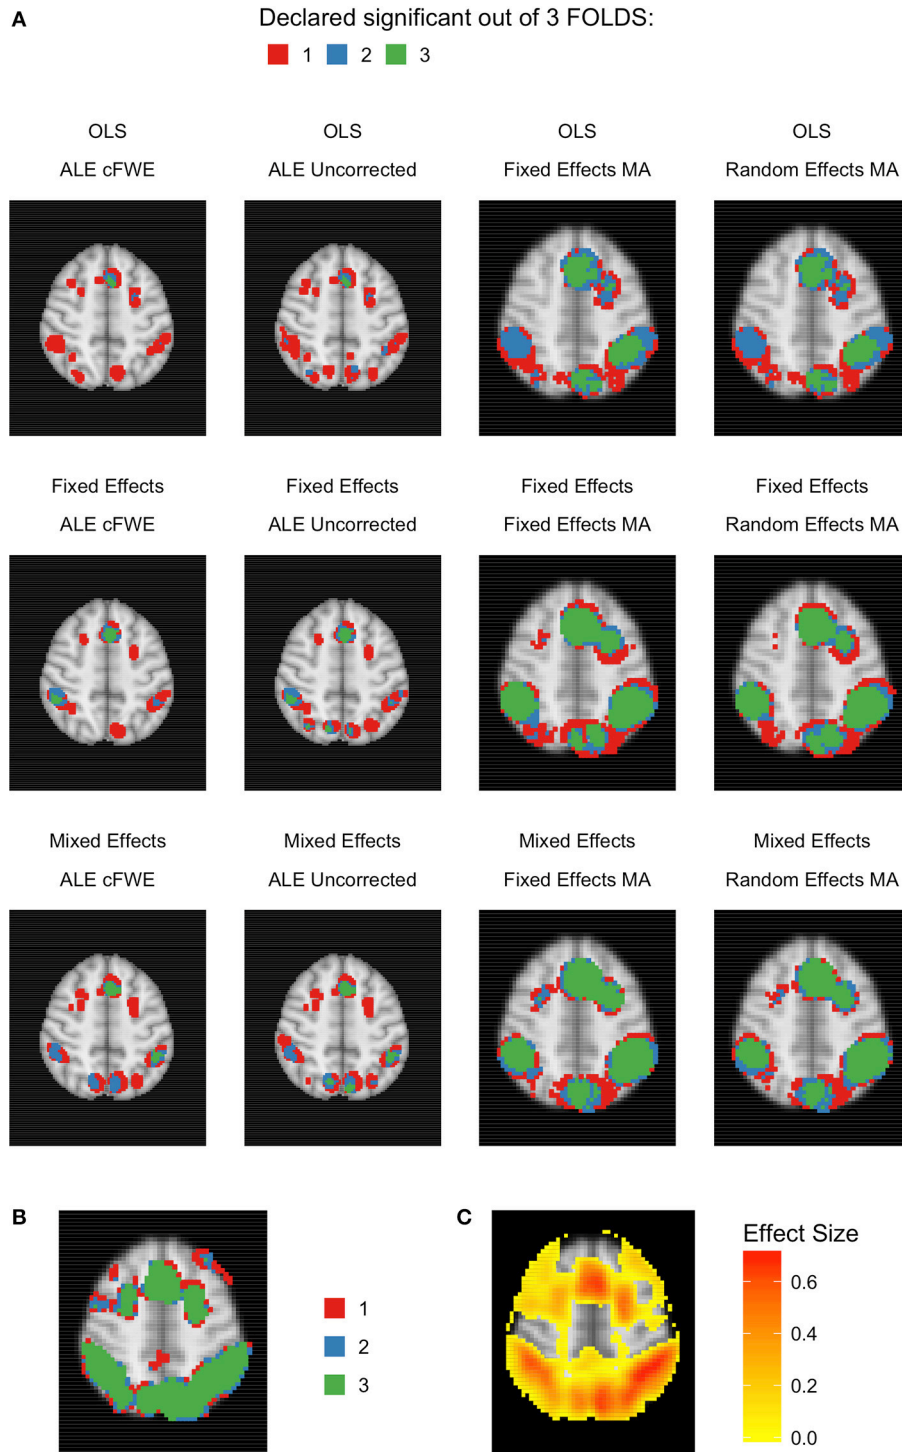 A
Declared significant out of 3 FOLDS:
1 2 3
OLS OLS OLS OLS
ALE cFWE ALE Uncorrected Fixed Effects MA Random Effects MA
Fixed Effects Fixed Effects Fixed Effects Fixed Effects
ALE cFWE ALE Uncorrected Fixed Effects MA Random Effects MA
Mixed Effects Mixed Effects Mixed Effects Mixed Effects
ALE cFWE ALE Uncorrected Fixed Effects MA Random Effects MA
B
1
2
3
C
Effect Size
0.6
0.4
0.2
0.0